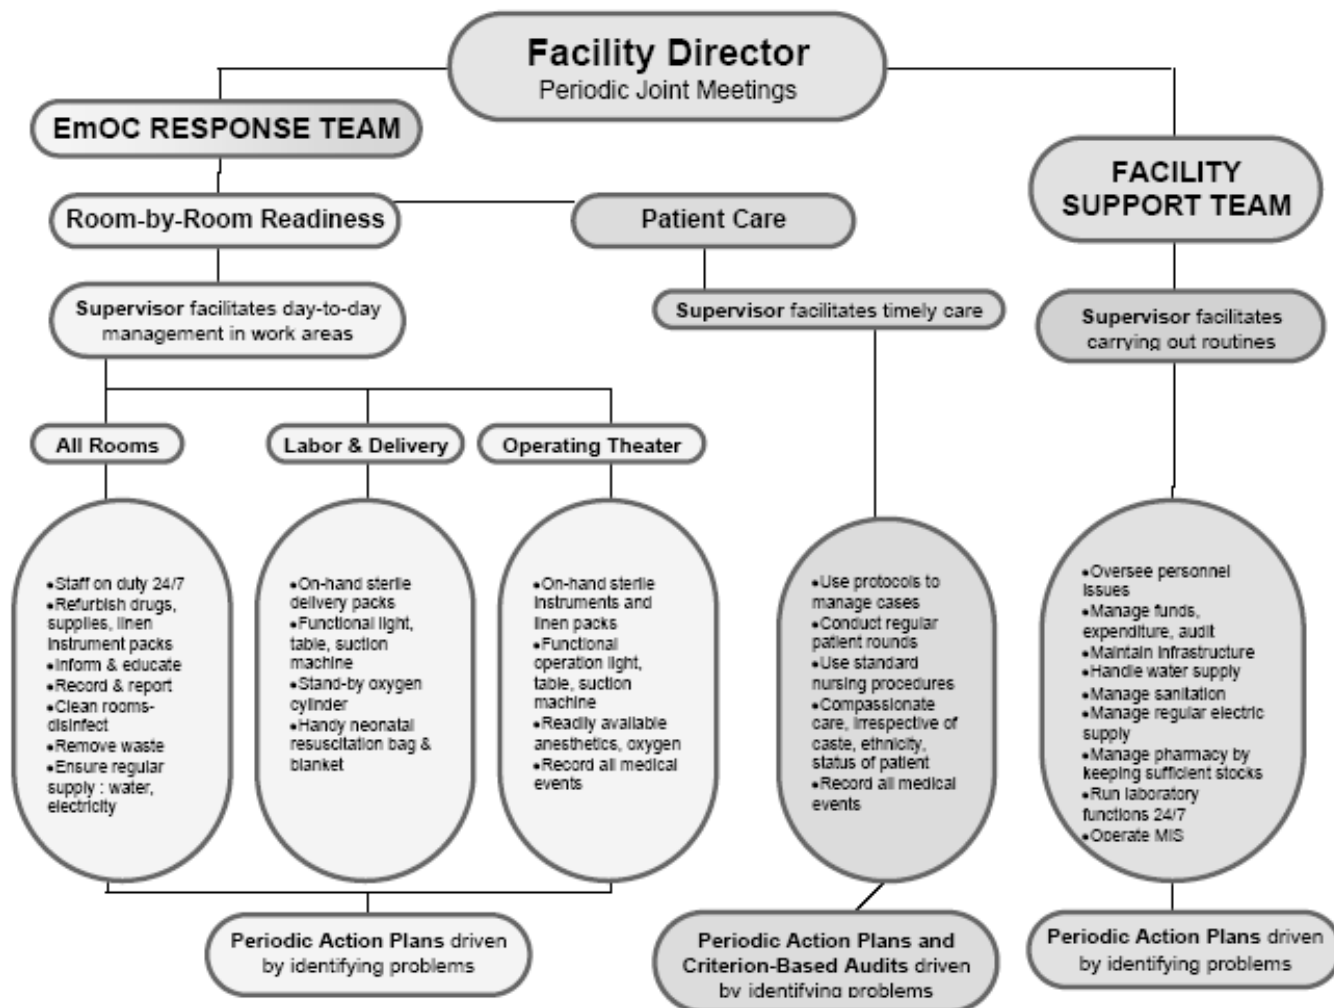 Facility Director
Periodic Joint Meetings
EmOC RESPONSE TEAM
FACILITY
SUPPORT TEAM
Room-by-Room Readiness
Patient Care
Supervisor facilitates day-to-day
management in work areas
Supervisor facilitates timely care
Supervisor facilitates
carrying out routines
All Rooms
Labor & Delivery
Operating Theater
•Staff on duty 24/7
•Refurbish drugs,
supplies, linen
Instrument packs
•Inform & educate
•Record & report
•Clean rooms-
disinfect
•Remove waste
•Ensure regular
supply : water,
electricity
•On-hand sterile
delivery packs
•Functional light,
table, suction
machine
•Stand-by oxygen
cylinder
•Handy neonatal
resuscitation bag &
blanket
•On-hand sterile
Instruments and
linen packs
•Functional
operation light,
table, suction
machine
•Readily available
anesthetics, oxygen
•Record all medical
events
•Use protocols to
manage cases
•Conduct regular
patient rounds
•Use standard
nursing procedures
•Compassionate
care, irrespective of
caste, ethnicity,
status of patient
•Record all medical
events
•Oversee personnel
issues
•Manage funds,
expenditure, audit
•Maintain infrastructure
•Handle water supply
•Manage sanitation
•Manage regular electric
supply
•Manage pharmacy by
keeping sufficient stocks
•Run laboratory
functions 24/7
•Operate MIS
Periodic Action Plans driven
by identifying problems
Periodic Action Plans and
Criterion-Based Audits driven
by identifying problems
Periodic Action Plans driven
by identifying problems